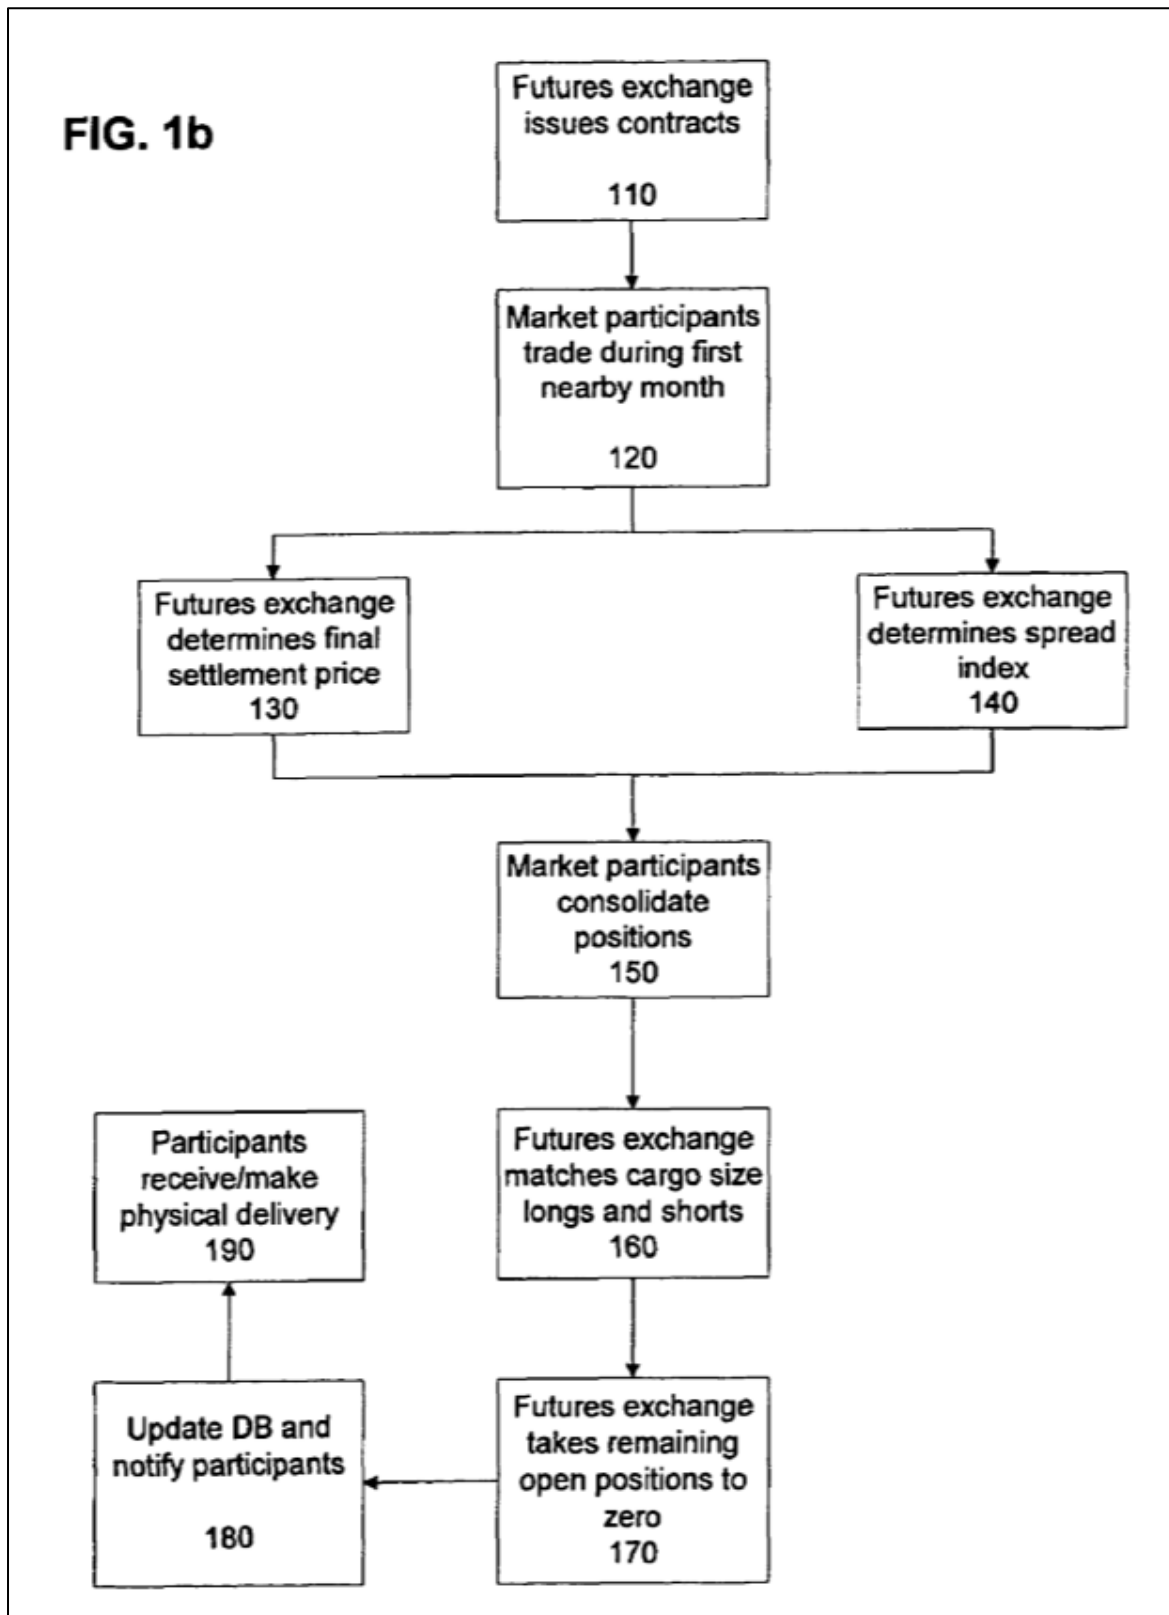 FIG. 1b
Futures exchange
issues contracts
110
Market participants
trade during first
nearby month
120
Futures exchange
determines final
settlement price
130
Futures exchange
determines spread
index
140
Market participants
consolidate
positions
150
Futures exchange
matches cargo size
longs and shorts
160
Futures exchange
takes remaining
open positions to
zero
170
Update DB and
notify participants
180
Participants
receive/make
physical delivery
190